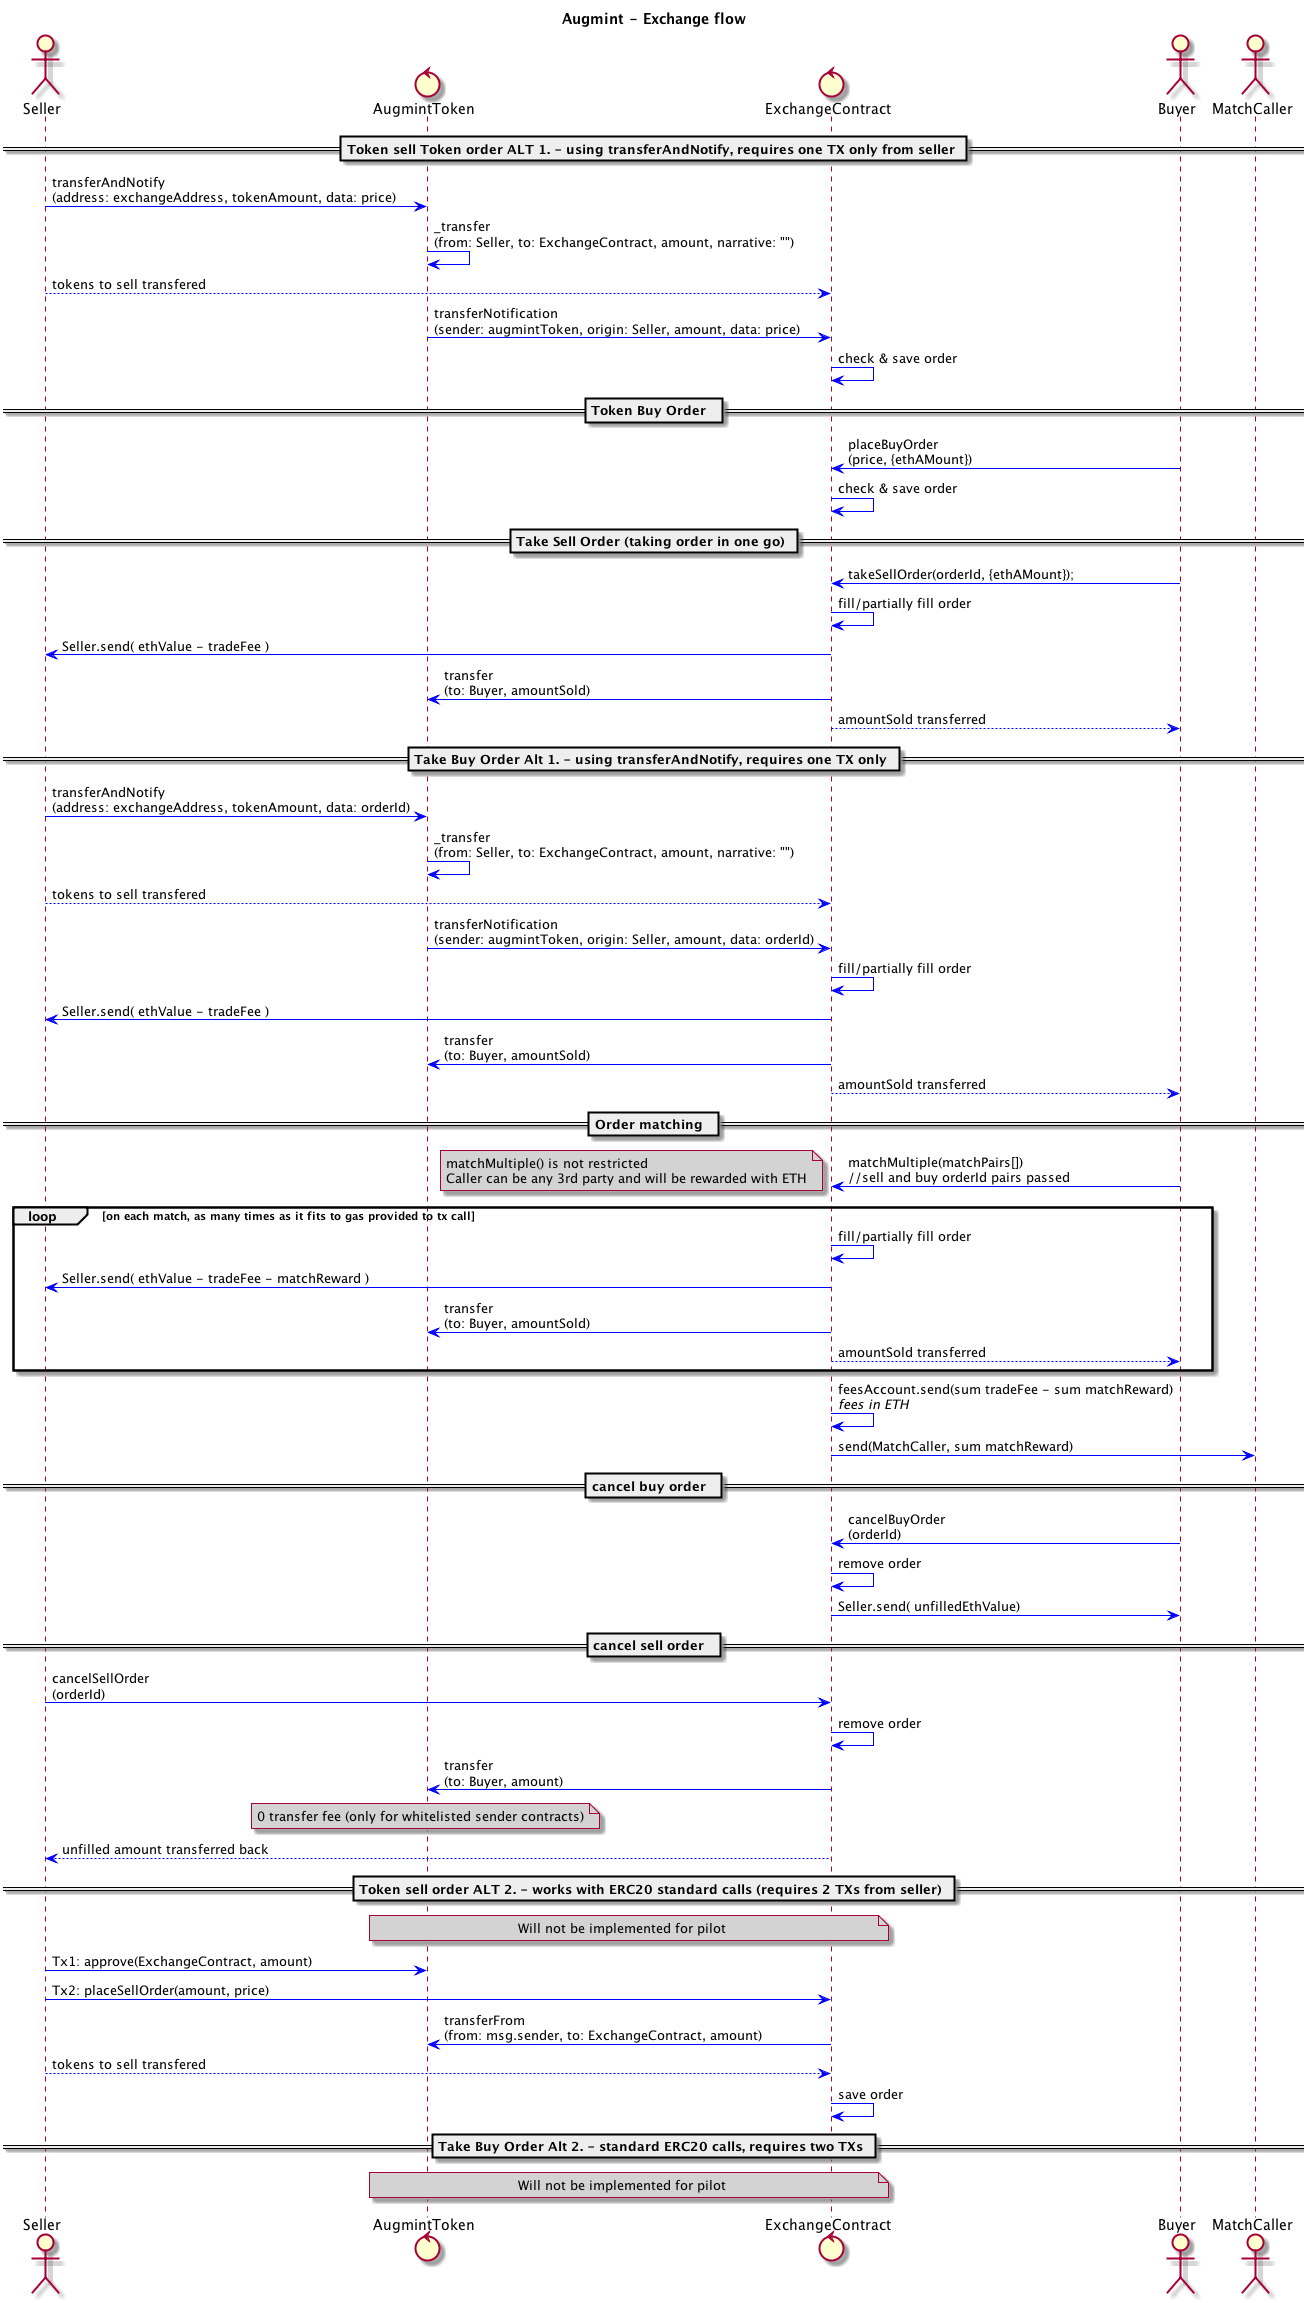 Augmint - Exchange flow
Seller
AugmintToken
ExchangeContract
Buyer
MatchCaller
Token sell Token order ALT 1. - using transferAndNotify, requires one TX only from seller
transferAndNotify
(address: exchangeAddress, tokenAmount, data: price)
_transfer
(from: Seller, to: ExchangeContract, amount, narrative: "")
tokens to sell transfered
transferNotification
(sender: augmintToken, origin: Seller, amount, data: price)
check & save order
Token Buy Order
placeBuyOrder
(price, {ethAMount})
check & save order
Take Sell Order (taking order in one go)
takeSellOrder(orderId, {ethAMount});
fill/partially fill order
Seller.send( ethValue - tradeFee )
transfer
(to: Buyer, amountSold)
amountSold transferred
Take Buy Order Alt 1. - using transferAndNotify, requires one TX only
transferAndNotify
(address: exchangeAddress, tokenAmount, data: orderId)
_transfer
(from: Seller, to: ExchangeContract, amount, narrative: "")
tokens to sell transfered
transferNotification
(sender: augmintToken, origin: Seller, amount, data: orderId)
fill/partially fill order
Seller.send( ethValue - tradeFee )
transfer
(to: Buyer, amountSold)
amountSold transferred
Order matching
matchMultiple() is not restricted
Caller can be any 3rd party and will be rewarded with ETH
matchMultiple(matchPairs[])
//sell and buy orderId pairs passed
loop
[on each match, as many times as it fits to gas provided to tx call]
fill/partially fill order
Seller.send( ethValue - tradeFee - matchReward )
transfer
(to: Buyer, amountSold)
amountSold transferred
feesAccount.send(sum tradeFee - sum matchReward)
fees in ETH
send(MatchCaller, sum matchReward)
cancel buy order
cancelBuyOrder
(orderId)
remove order
Seller.send( unfilledEthValue)
cancel sell order
cancelSellOrder
(orderId)
remove order
transfer
(to: Buyer, amount)
0 transfer fee (only for whitelisted sender contracts)
unfilled amount transferred back
Token sell order ALT 2. - works with ERC20 standard calls (requires 2 TXs from seller)
Will not be implemented for pilot
Tx1: approve(ExchangeContract, amount)
Tx2: placeSellOrder(amount, price)
transferFrom
(from: msg.sender, to: ExchangeContract, amount)
tokens to sell transfered
save order
Take Buy Order Alt 2. - standard ERC20 calls, requires two TXs
Will not be implemented for pilot
Seller
AugmintToken
ExchangeContract
Buyer
MatchCaller